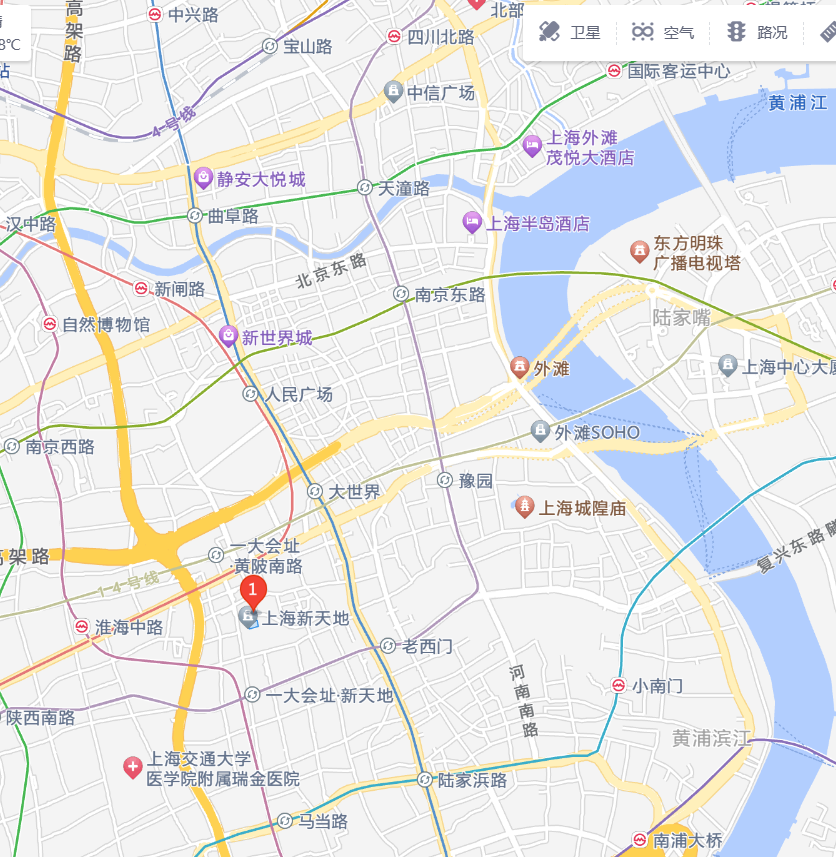 高架路
中兴路
北部
8℃
站
宝山路
四川北路
卫星
空气
路况
国际客运中心
中信广场
黄浦江
4号线
上海外滩
茂悦大酒店
静安大悦城
天潼路
曲阜路
汉中路
上海半岛酒店
东方明珠
广播电视塔
北京东路
新闸路
南京东路
自然博物馆
陆家嘴
新世界城
外滩
上海中心大厦
人民广场
南京西路
外滩SOHO
大世界
豫园
上海城隍庙
一大会址
·黄陂南路
高架路
复兴东路隧
14号线
1
上海新天地
淮海中路
老西门
河南南路
小南门
一大会址·新天地
陕西南路
黄浦滨江
上海交通大学
医学院附属瑞金医院
陆家浜路
马当路
南浦大桥